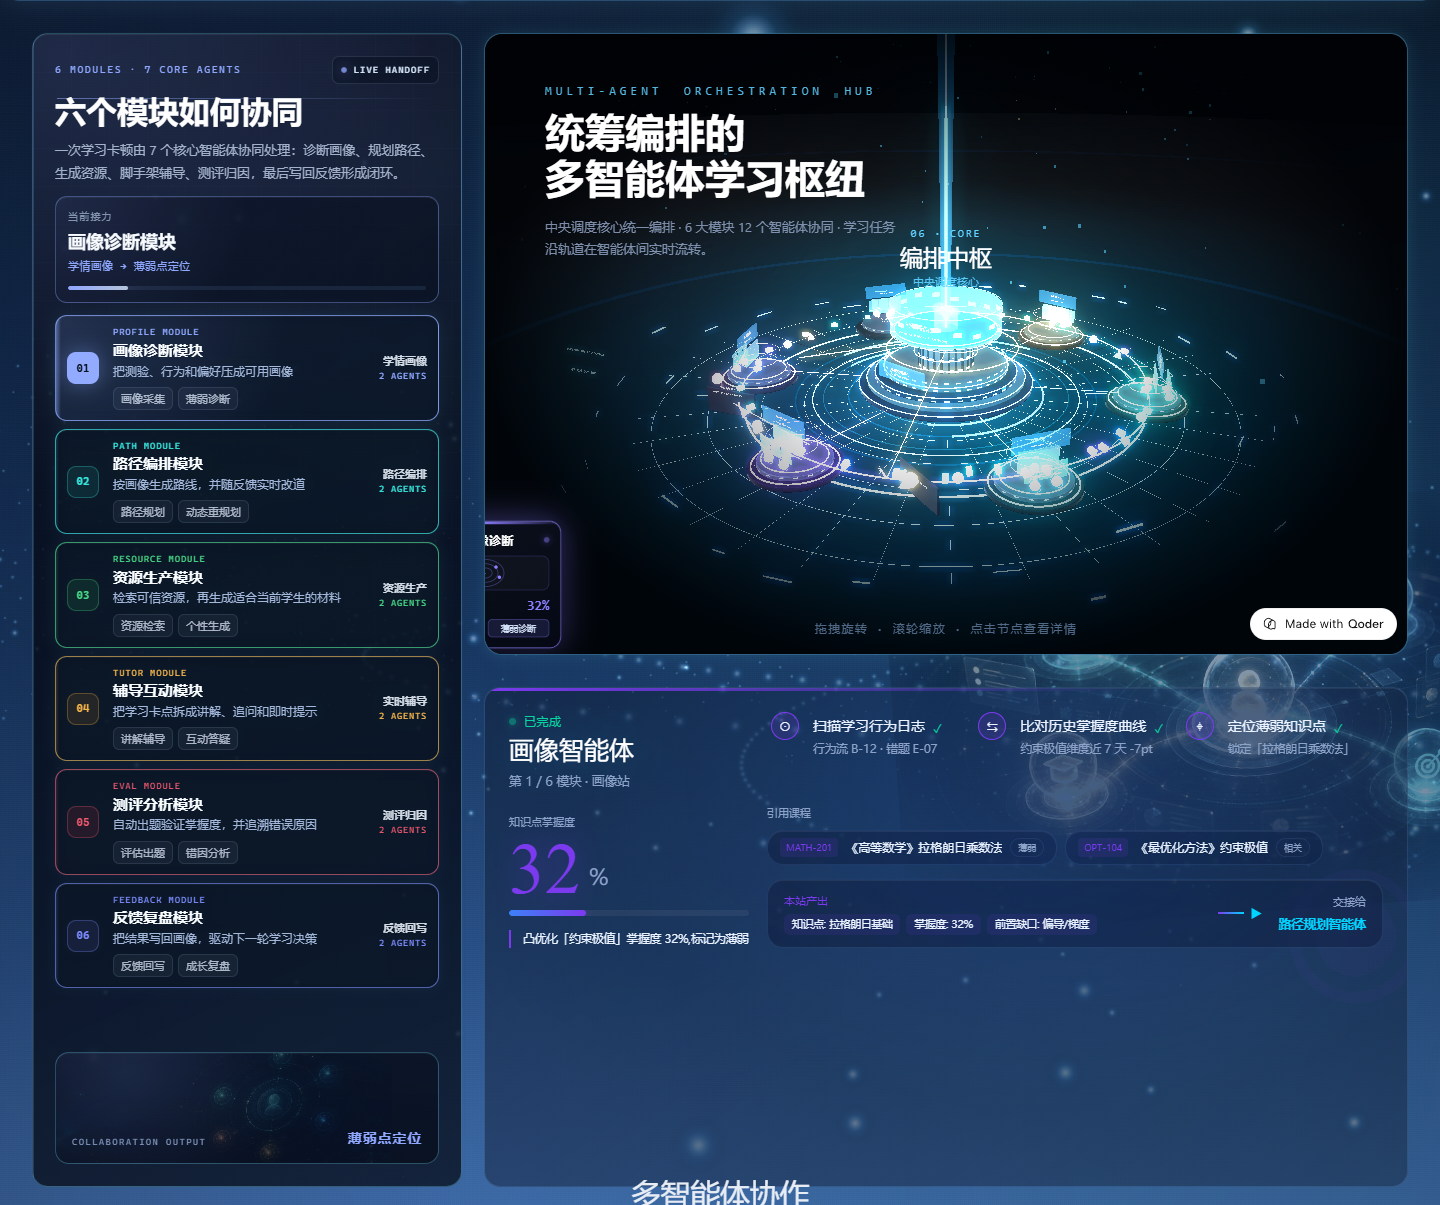 6 MODULES · 7 CORE AGENTS
LIVE HANDOFF
六个模块如何协同
一次学习卡顿由 7 个核心智能体协同处理：诊断画像、规划路径、
生成资源、脚手架辅导、测评归因，最后写回反馈形成闭环。
当前接力
画像诊断模块
学情画像 → 薄弱点定位
PROFILE MODULE
01
画像诊断模块
把测验、行为和偏好压成可用画像
学情画像
2 AGENTS
画像采集
薄弱诊断
PATH MODULE
02
路径编排模块
按画像生成路线，并随反馈实时改道
路径编排
2 AGENTS
路径规划
动态重规划
RESOURCE MODULE
03
资源生产模块
检索可信资源，再生成适合当前学生的材料
资源生产
2 AGENTS
资源检索
个性生成
TUTOR MODULE
04
辅导互动模块
把学习卡点拆成讲解、追问和即时提示
实时辅导
2 AGENTS
讲解辅导
互动答疑
EVAL MODULE
05
测评分析模块
自动出题验证掌握度，并追溯错误原因
测评归因
2 AGENTS
评估出题
错因分析
FEEDBACK MODULE
06
反馈复盘模块
把结果写回画像，驱动下一轮学习决策
反馈回写
2 AGENTS
反馈回写
成长复盘
COLLABORATION OUTPUT
薄弱点定位
MULTI-AGENT ORCHESTRATION HUB
统筹编排的
多智能体学习枢纽
中央调度核心统一编排 · 6 大模块 12 个智能体协同 · 学习任务
沿轨道在智能体间实时流转。
06 · CORE
编排中枢
中央调度核心
诊断
32%
薄弱诊断
拖拽旋转 · 滚轮缩放 · 点击节点查看详情
Made with Qoder
已完成
画像智能体
第 1 / 6 模块 · 画像站
知识点掌握度
32 %
凸优化「约束极值」掌握度 32%,标记为薄弱
扫描学习行为日志 ✓
行为流 B-12 · 错题 E-07
比对历史掌握度曲线 ✓
约束极值维度近 7 天 -7pt
定位薄弱知识点 ✓
锁定「拉格朗日乘数法」
引用课程
MATH-201 《高等数学》拉格朗日乘数法 薄弱
OPT-104 《最优化方法》约束极值 相关
本站产出
知识点: 拉格朗日基础
掌握度: 32%
前置缺口: 偏导/梯度
交接给
路径规划智能体
多智能体协作